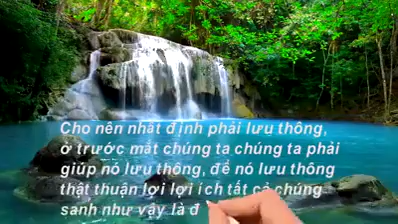 Cho nên nhất định phải lưu thông,
ở trước mắt chúng ta chúng ta phải
giúp nó lưu thông, để nó lưu thông
thật thuận lợi lợi ích tất cả chúng
sanh như vậy là đ